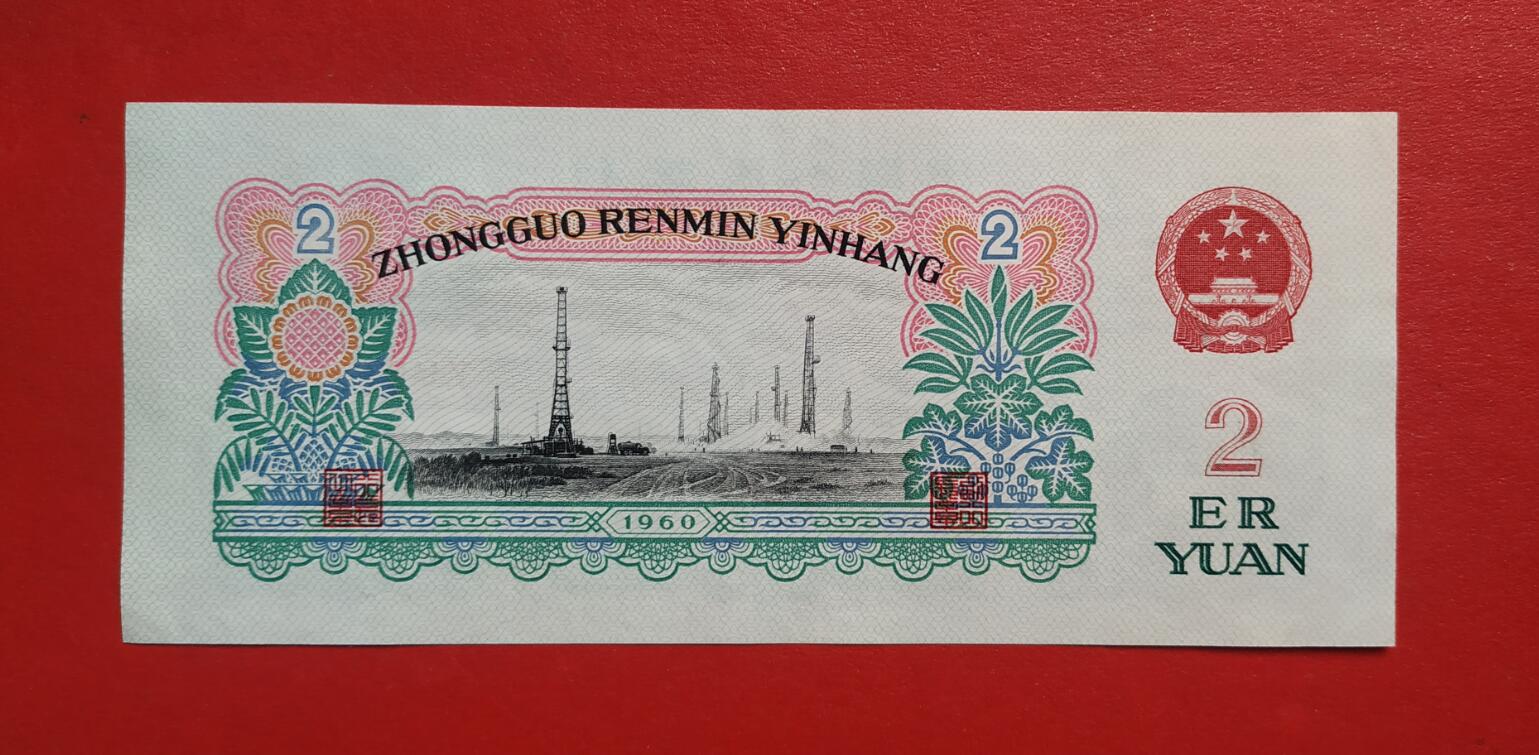 2
ZHONGGUO RENMIN YINHANG
2
1960
2
ER
YUAN